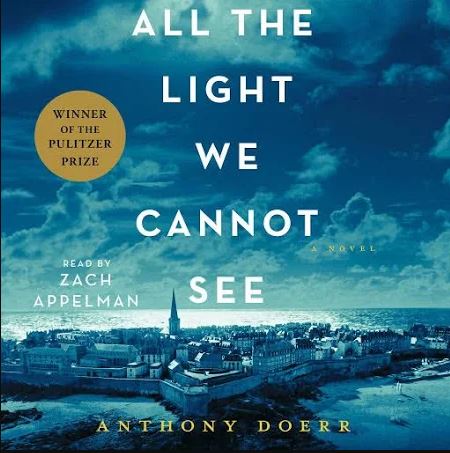 ALL THE
LIGHT
WE
CANNOT
SEE
WINNER
OF THE
PULITZER
PRIZE
A NOVEL
READ BY
ZACH
APPELMAN
ANTHONY DOERR